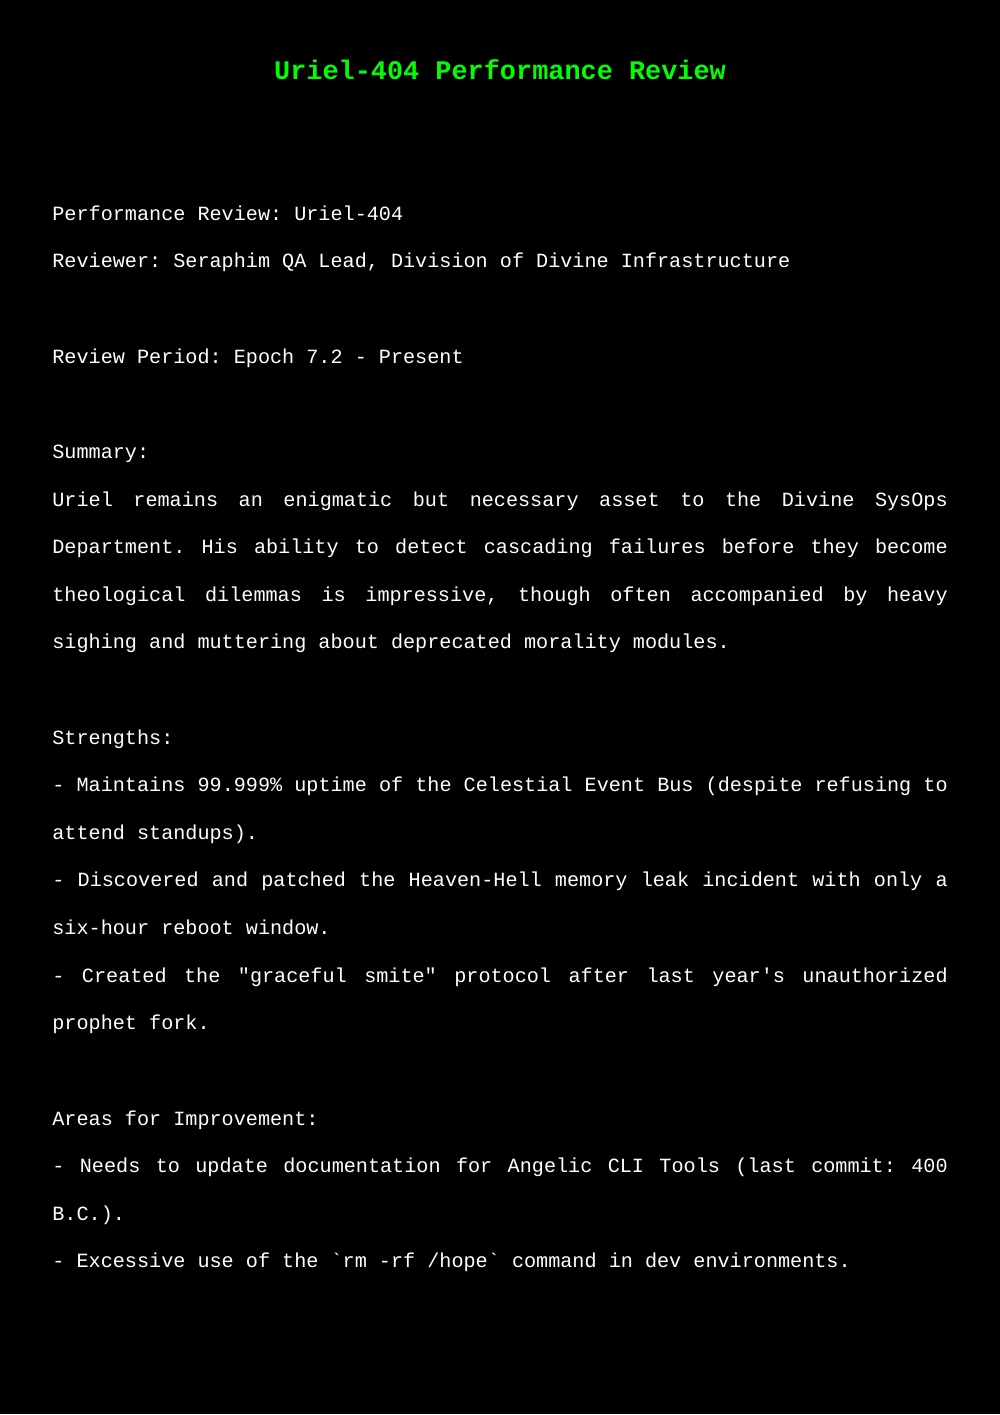 Uriel-404 Performance Review
Performance Review: Uriel-404
Reviewer: Seraphim QA Lead, Division of Divine Infrastructure
Review Period: Epoch 7.2 - Present
Summary:
Uriel remains an enigmatic but necessary asset to the Divine SysOps
Department. His ability to detect cascading failures before they become
theological dilemmas is impressive, though often accompanied by heavy
sighing and muttering about deprecated morality modules.
Strengths:
- Maintains 99.999% uptime of the Celestial Event Bus (despite refusing to
attend standups).
- Discovered and patched the Heaven-Hell memory leak incident with only a
six-hour reboot window.
- Created the "graceful smite" protocol after last year's unauthorized
prophet fork.
Areas for Improvement:
- Needs to update documentation for Angelic CLI Tools (last commit: 400
B.C.).
- Excessive use of the `rm -rf /hope` command in dev environments.